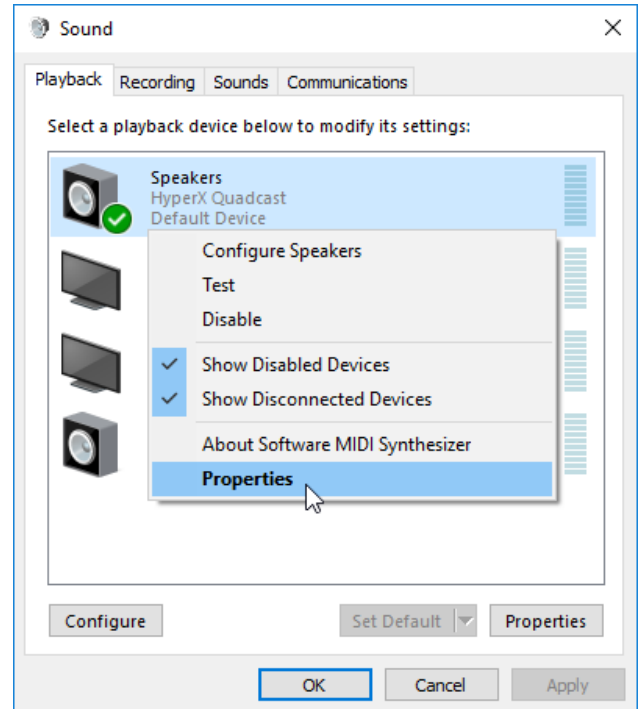 Sound
Playback Recording Sounds Communications
Select a playback device below to modify its settings:
Speakers
HyperX Quadcast
Default Device
Configure Speakers
Test
Disable
Show Disabled Devices
Show Disconnected Devices
About Software MIDI Synthesizer
Properties
Configure Set Default Properties
OK Cancel Apply